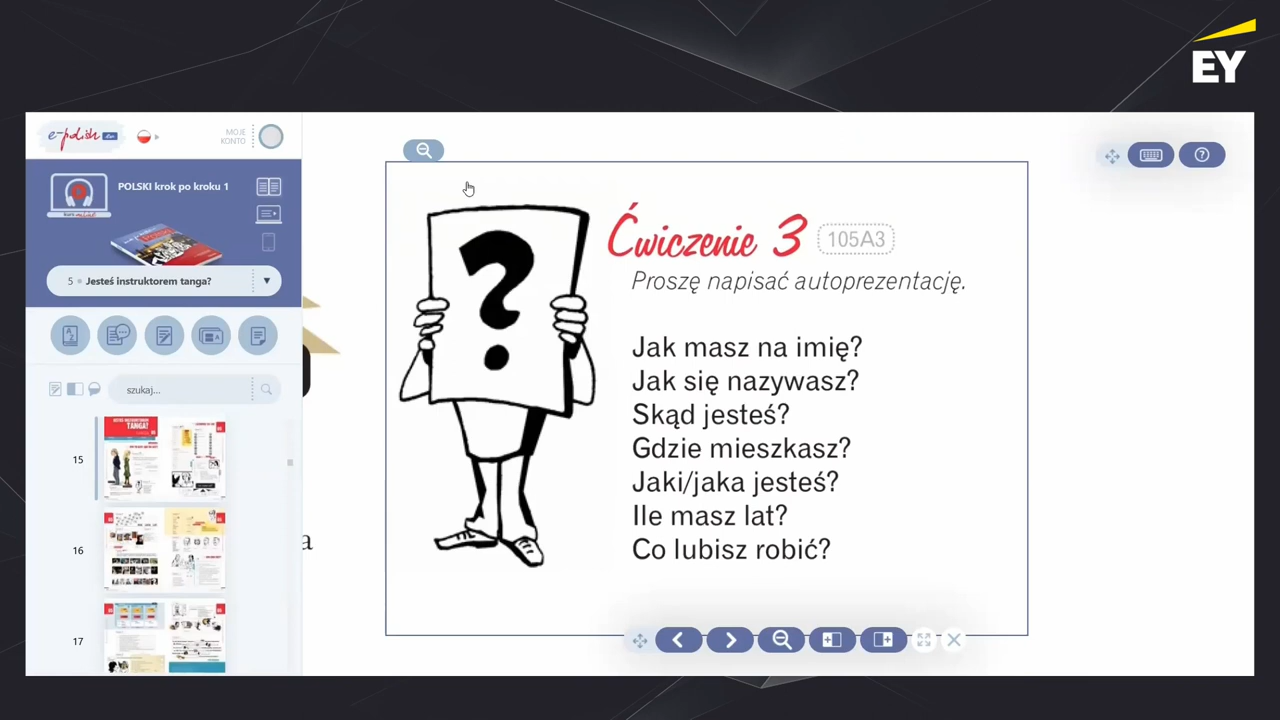 EY
e-polish
MOJE
KONTO
POLSKI krok po kroku 1
5 Jesteś instruktorem tanga?
szukaj...
15
16
17
TANGA?
a
?
Ćwiczenie 3 105A3
Proszę napisać autoprezentację.
Jak masz na imię?
Jak się nazywasz?
Skąd jesteś?
Gdzie mieszkasz?
Jaki/jaka jesteś?
Ile masz lat?
Co lubisz robić?